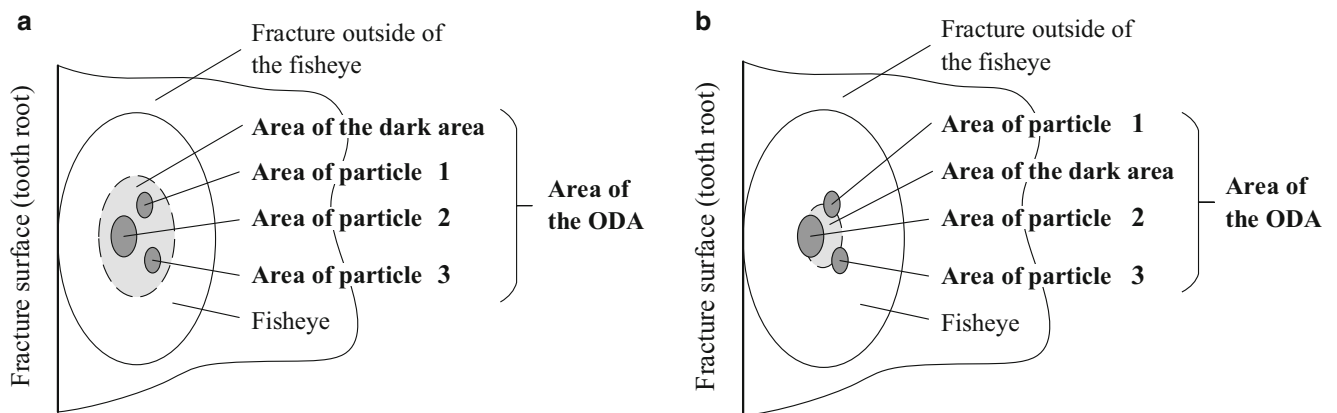 a
Fracture surface (tooth root)
Fracture outside of
the fisheye
Area of the dark area
Area of particle 1
Area of particle 2
Area of particle 3
Fisheye
Area of
the ODA
b
Fracture surface (tooth root)
Fracture outside of
the fisheye
Area of particle 1
Area of the dark area
Area of particle 2
Area of particle 3
Fisheye
Area of
the ODA